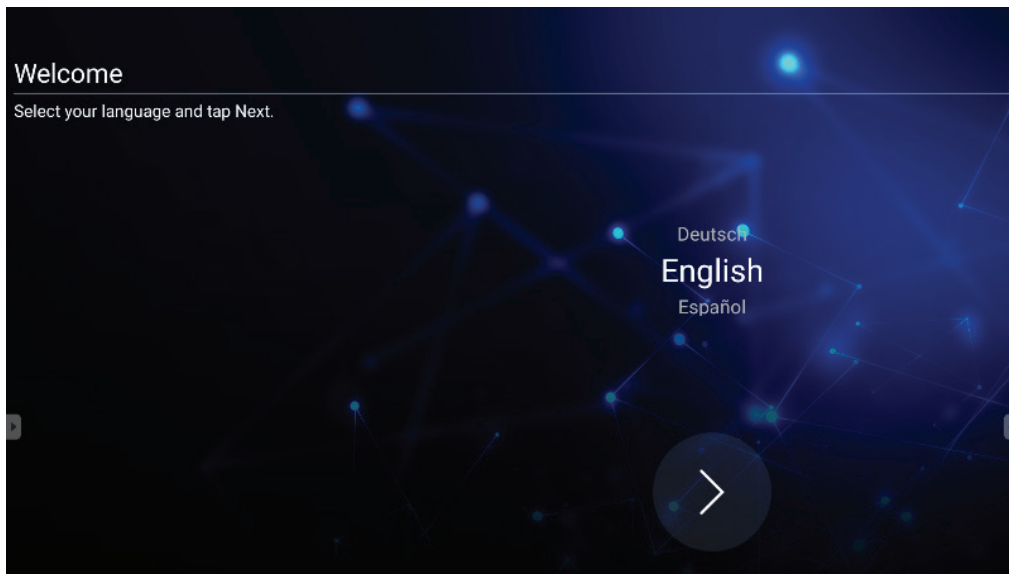 Welcome
Select your language and tap Next.
Deutsch
English
Español